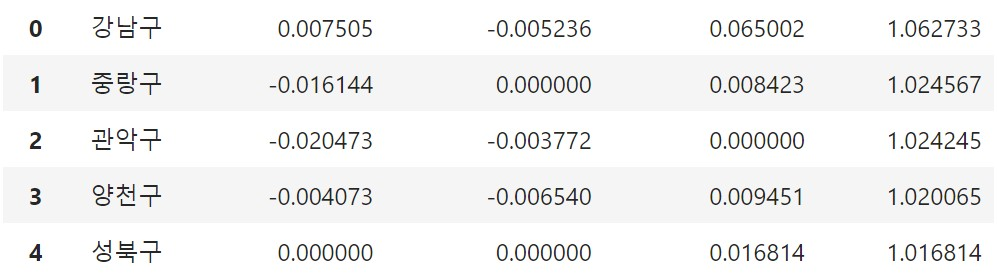 0 강남구 0.007505 -0.005236 0.065002 1.062733
1 중랑구 -0.016144 0.000000 0.008423 1.024567
2 관악구 -0.020473 -0.003772 0.000000 1.024245
3 양천구 -0.004073 -0.006540 0.009451 1.020065
4 성북구 0.000000 0.000000 0.016814 1.016814